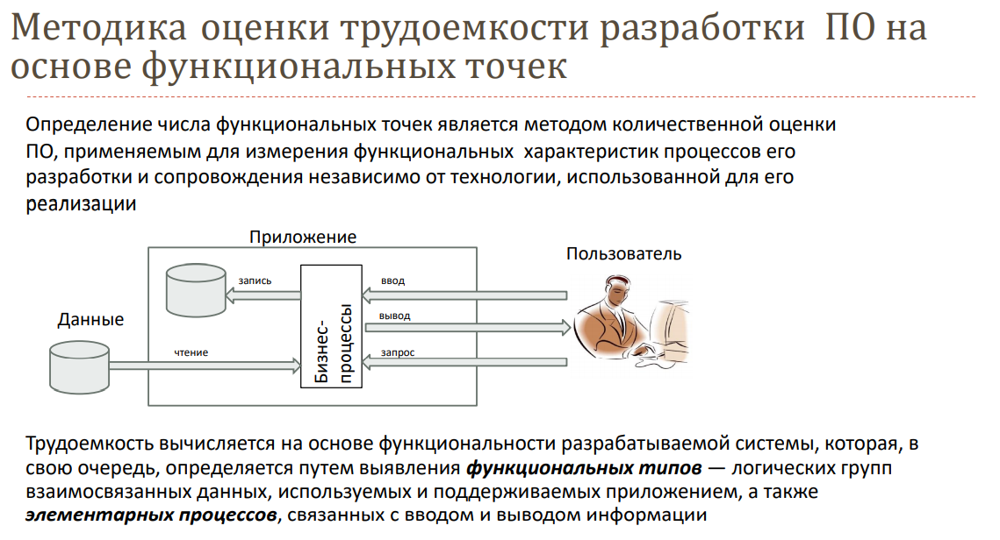 Методика оценки трудоемкости разработки ПО на
основе функциональных точек
Определение числа функциональных точек является методом количественной оценки
ПО, применяемым для измерения функциональных характеристик процессов его
разработки и сопровождения независимо от технологии, использованной для его
реализации
Приложение
Пользователь
запись
ввод
Данные
вывод
чтение
запрос
Бизнес-
процессы
Трудоемкость вычисляется на основе функциональности разрабатываемой системы, которая, в
свою очередь, определяется путем выявления функциональных типов — логических групп
взаимосвязанных данных, используемых и поддерживаемых приложением, а также
элементарных процессов, связанных с вводом и выводом информации